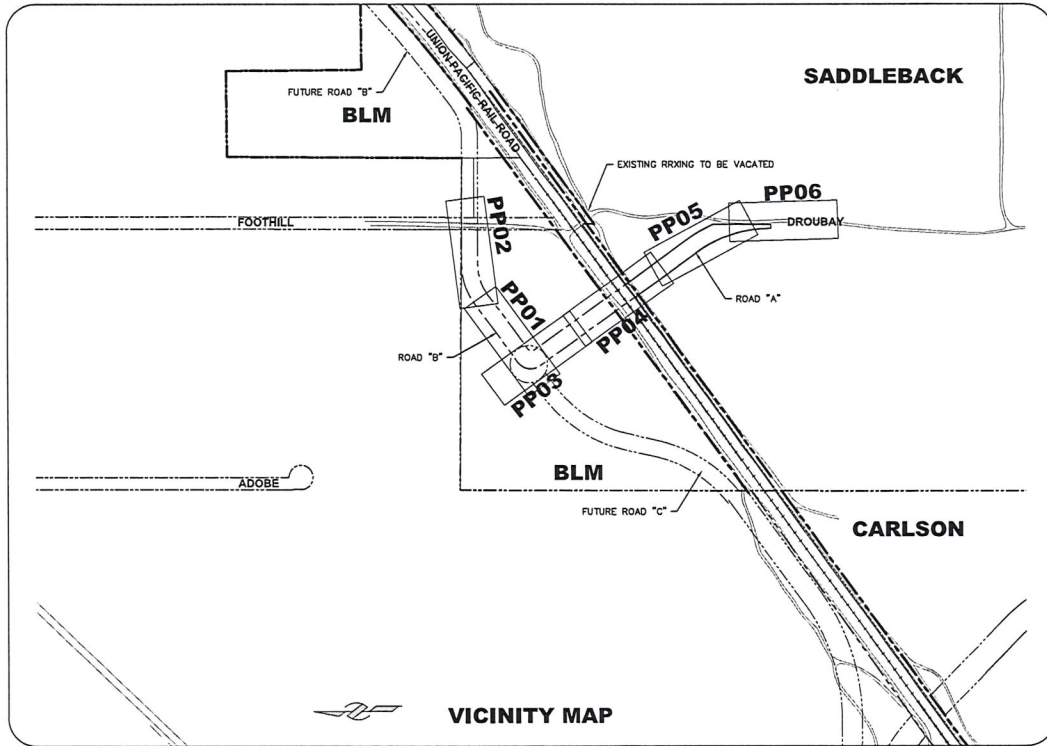 SADDLEBACK
UNION PACIFIC RAIL ROAD
FUTURE ROAD "B"
BLM
EXISTING RRXING TO BE VACATED
PP06
FOOTHILL
PP02
PP05
DROUBAY
ROAD "A"
PP01
PP04
ROAD "B"
PP03
BLM
ADOBE
FUTURE ROAD "C"
CARLSON
VICINITY MAP